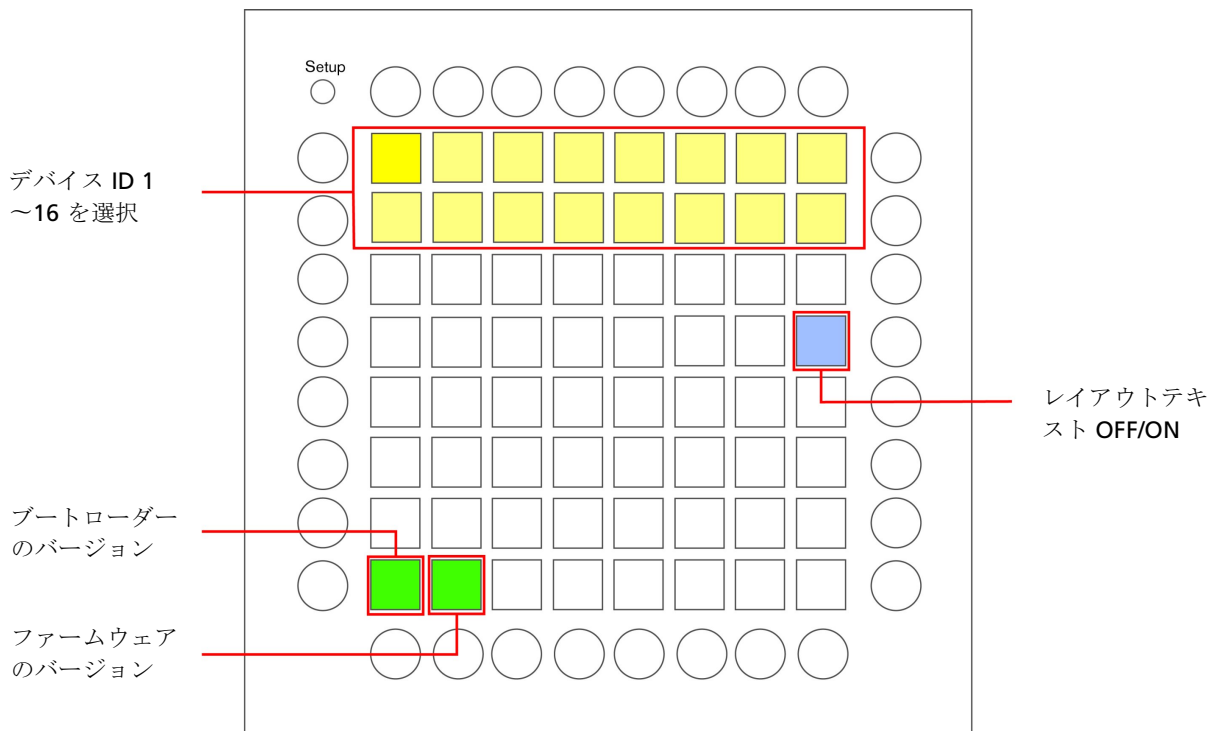 Setup
デバイス ID 1
～16 を選択
レイアウトテキ
スト OFF/ON
ブートローダー
のバージョン
ファームウェア
のバージョン